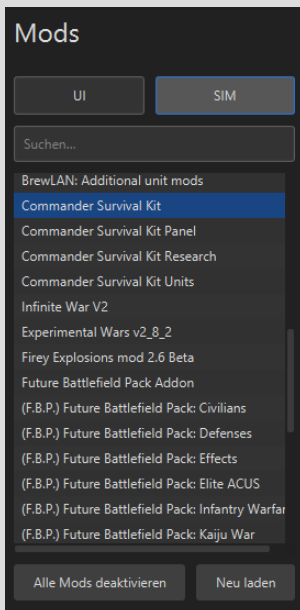 Mods
UI
SIM
Suchen...
BrewLAN: Additional unit mods
Commander Survival Kit
Commander Survival Kit Panel
Commander Survival Kit Research
Commander Survival Kit Units
Infinite War V2
Experimental Wars v2_8_2
Firey Explosions mod 2.6 Beta
Future Battlefield Pack Addon
(F.B.P.) Future Battlefield Pack: Civilians
(F.B.P.) Future Battlefield Pack: Defenses
(F.B.P.) Future Battlefield Pack: Effects
(F.B.P.) Future Battlefield Pack: Elite ACUS
(F.B.P.) Future Battlefield Pack: Infantry Warfar
(F.B.P.) Future Battlefield Pack: Kaiju War
Alle Mods deaktivieren
Neu laden